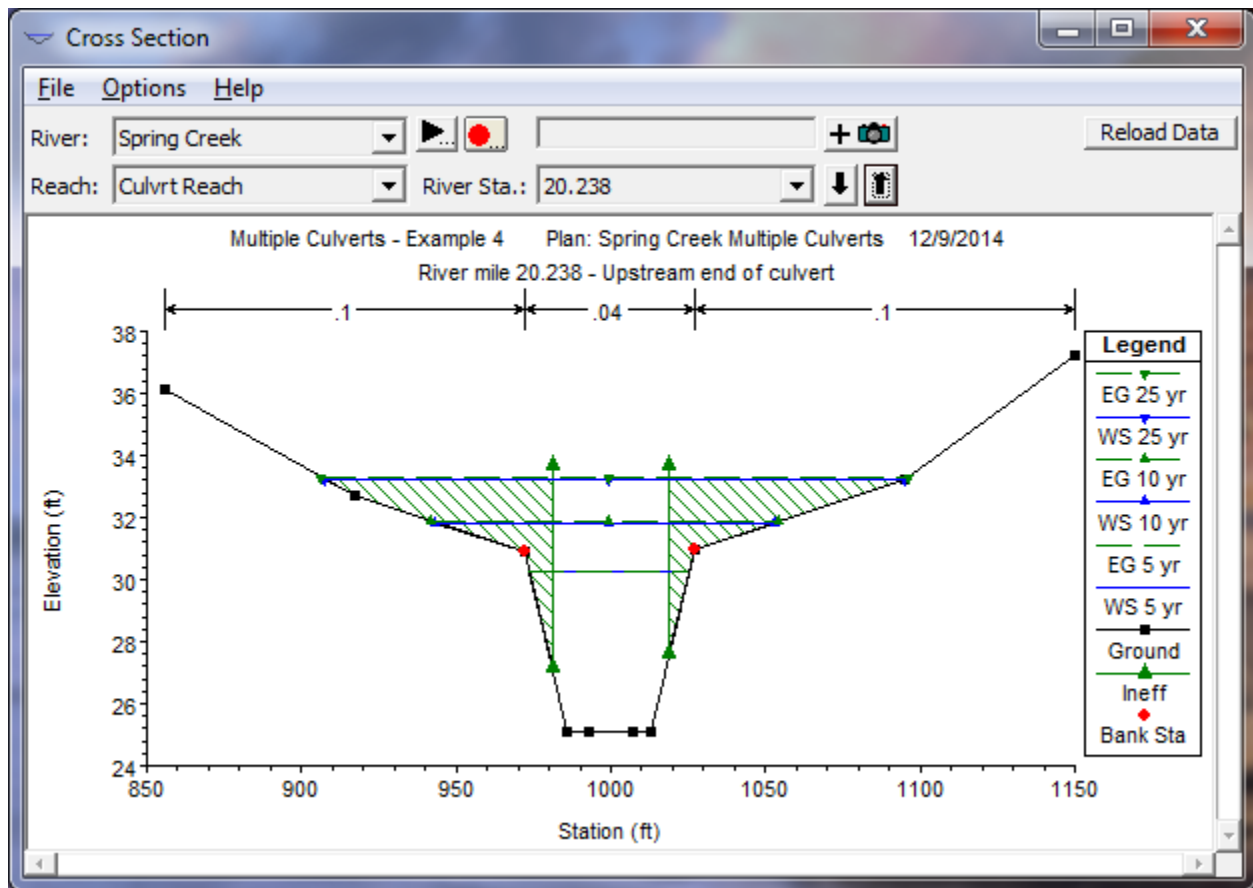 Cross Section
File Options Help
River: Spring Creek ... ... + Reload Data
Reach: Culvrt Reach River Sta.: 20.238
Multiple Culverts - Example 4 Plan: Spring Creek Multiple Culverts 12/9/2014
River mile 20.238 - Upstream end of culvert
.1 .04 .1
38
36
34
32
30
28
26
24
Elevation (ft)
850 900 950 1000 1050 1100 1150
Station (ft)
Legend
EG 25 yr
WS 25 yr
EG 10 yr
WS 10 yr
EG 5 yr
WS 5 yr
Ground
Ineff
Bank Sta